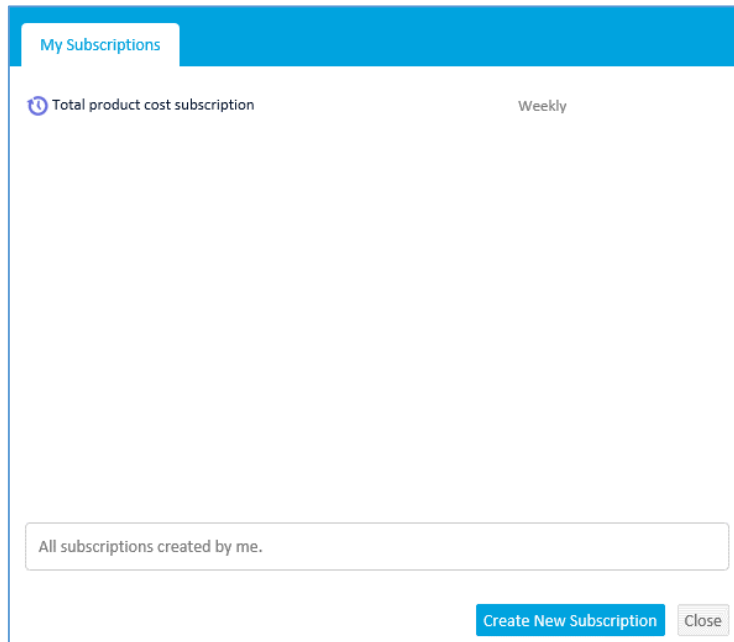 My Subscriptions
Total product cost subscription Weekly
All subscriptions created by me.
Create New Subscription Close